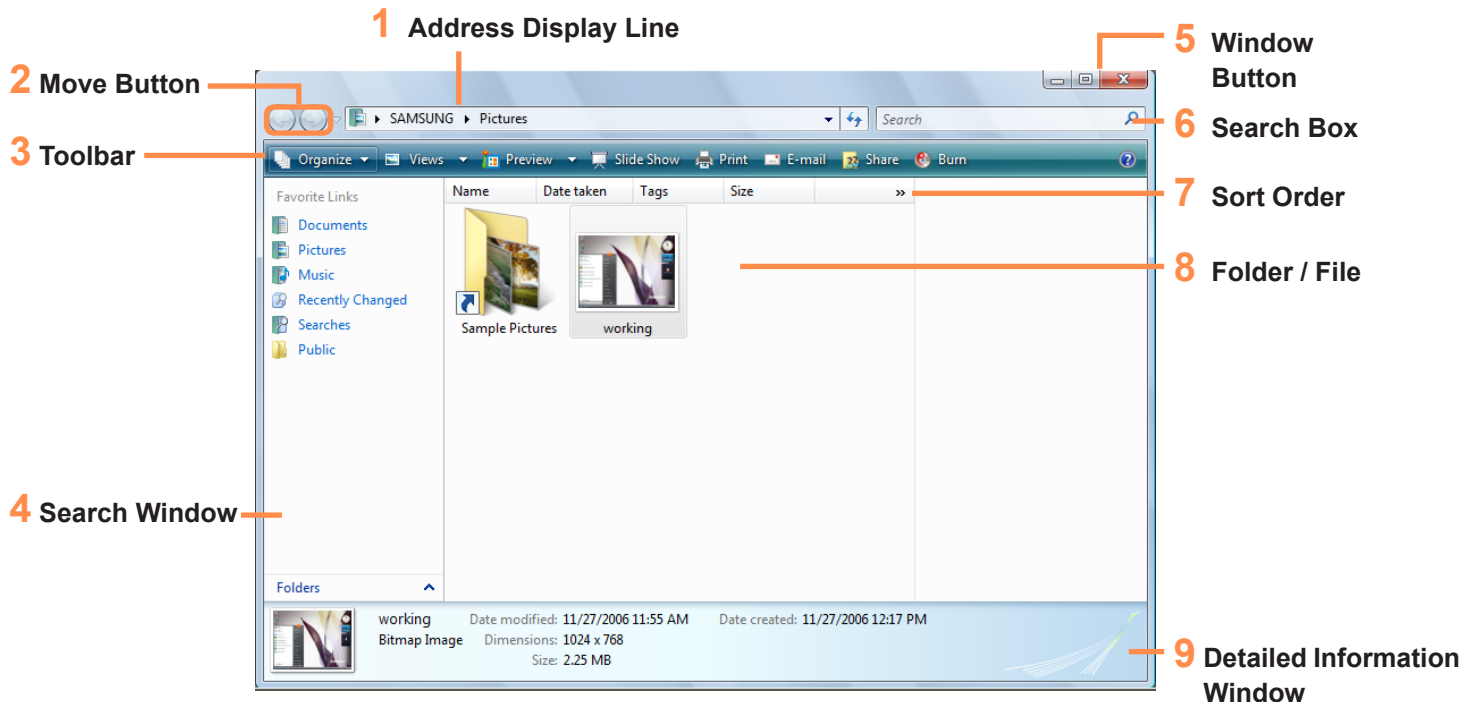 1 Address Display Line
5 Window Button
2 Move Button
SAMSUNG Pictures
Search
6 Search Box
3 Toolbar
Organize Views Preview Slide Show Print E-mail Share Burn
Favorite Links
Name Date taken Tags Size »
7 Sort Order
Documents
Pictures
Music
Recently Changed
Searches
Public
8 Folder / File
Sample Pictures
working
4 Search Window
Folders
working Date modified: 11/27/2006 11:55 AM Date created: 11/27/2006 12:17 PM
Bitmap Image Dimensions: 1024 x 768
Size: 2.25 MB
9 Detailed Information
Window